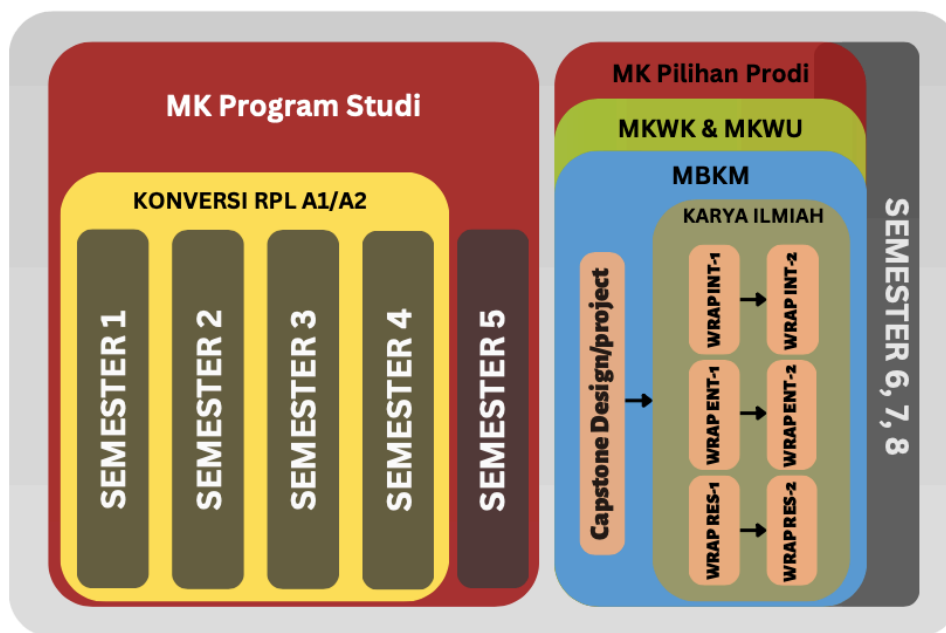 MK Program Studi
KONVERSI RPL A1/A2
SEMESTER 1
SEMESTER 2
SEMESTER 3
SEMESTER 4
SEMESTER 5
MK Pilihan Prodi
MKWK & MKWU
MBKM
KARYA ILMIAH
Capstone Design/project
WRAP INT-1
WRAP INT-2
WRAP ENT-1
WRAP ENT-2
WRAP RES-1
WRAP RES-2
SEMESTER 6, 7, 8